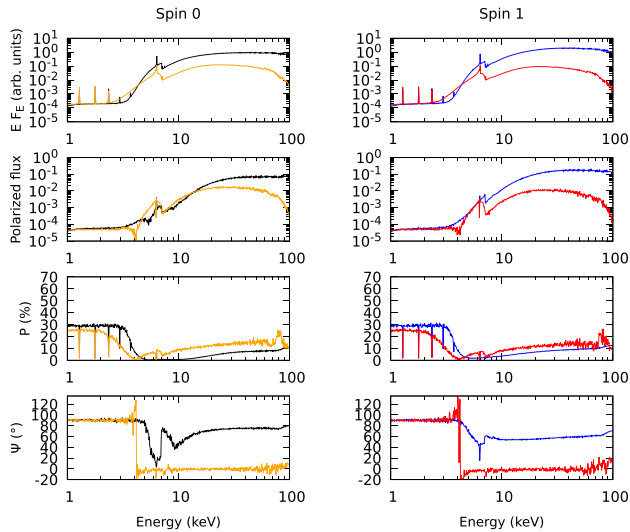 Spin 0 Spin 1
E F_E (arb. units)
10^1 10^0 10^-1 10^-2 10^-3 10^-4 10^-5
1 10 100
10^1 10^0 10^-1 10^-2 10^-3 10^-4 10^-5
1 10 100
Polarized flux
10^0 10^-1 10^-2 10^-3 10^-4 10^-5
1 10 100
10^0 10^-1 10^-2 10^-3 10^-4 10^-5
1 10 100
P (%)
70 60 50 40 30 20 10 0
1 10 100
70 60 50 40 30 20 10 0
1 10 100
Ψ (°)
120 100 80 60 40 20 0 -20
1 10 100
120 100 80 60 40 20 0 -20
1 10 100
Energy (keV) Energy (keV)